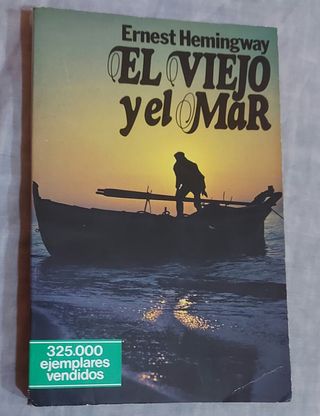 Ernest Hemingway
EL VIEJO
y el MaR
325.000
ejemplares
vendidos